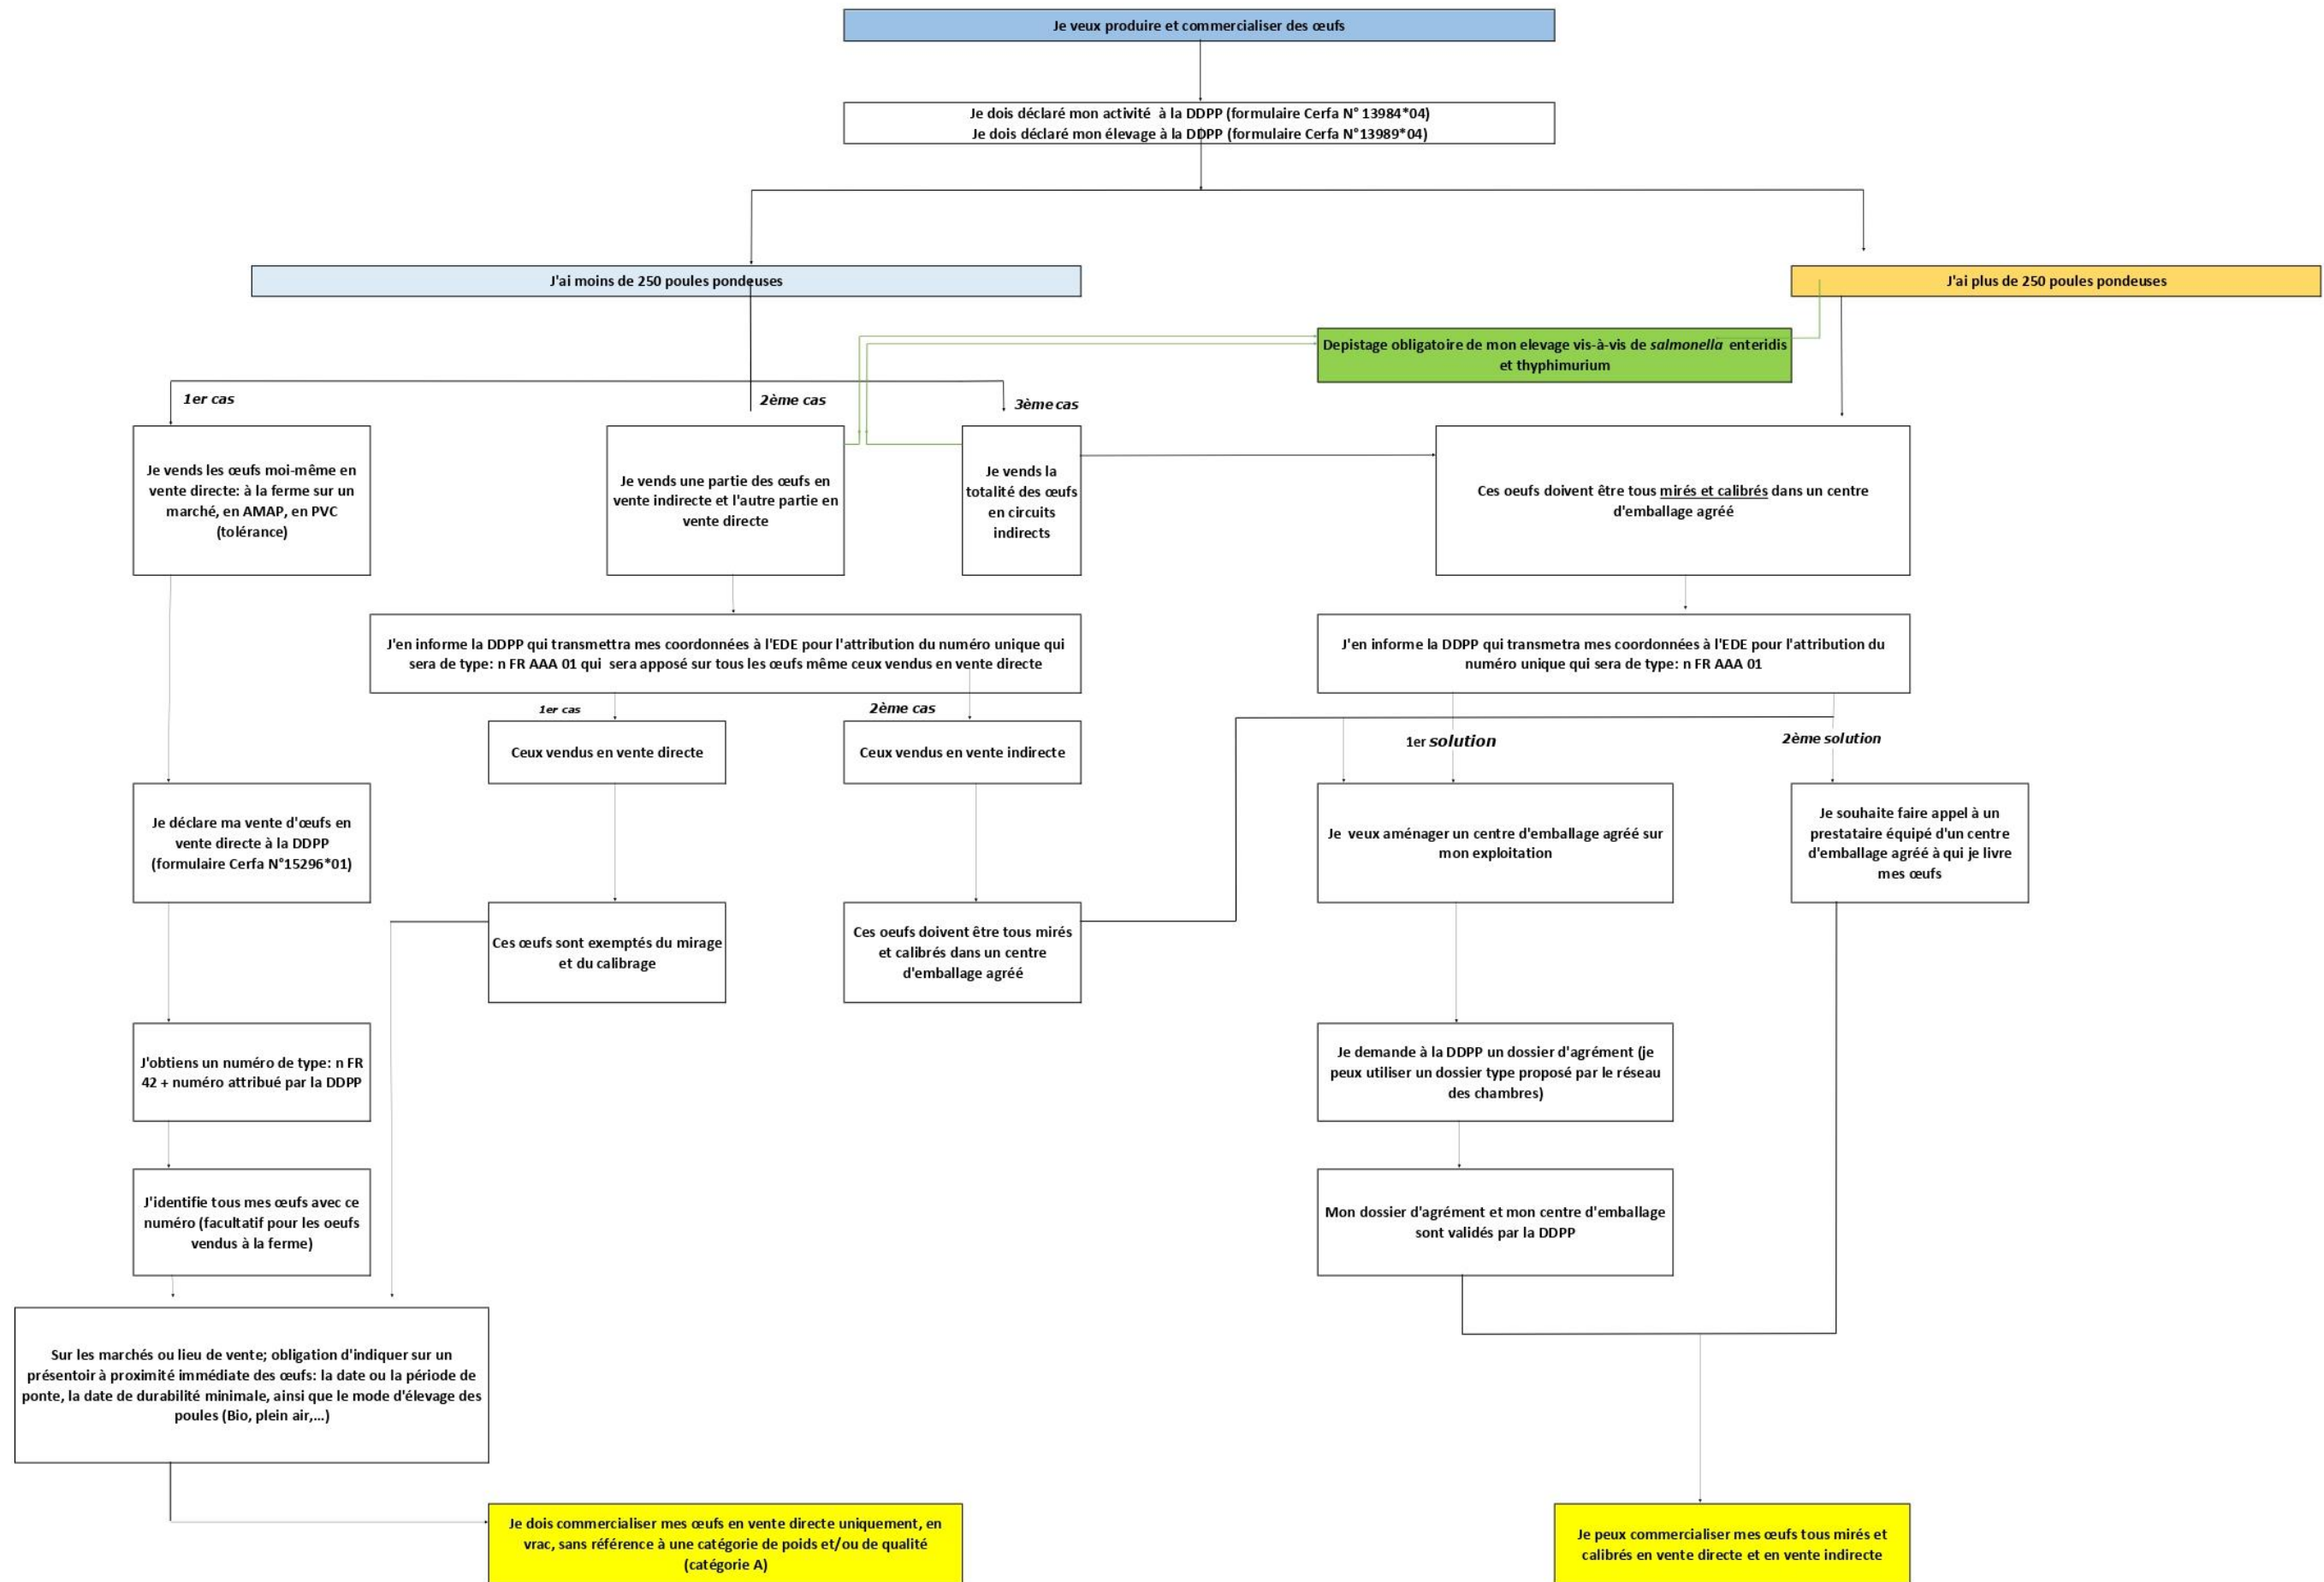 Je veux produire et commercialiser des œufs
Je dois déclaré mon activité à la DDPP (formulaire Cerfa N° 13984*04)
Je dois déclaré mon élevage à la DDPP (formulaire Cerfa N°13989*04)
J'ai moins de 250 poules pondeuses
J'ai plus de 250 poules pondeuses
Depistage obligatoire de mon elevage vis-à-vis de salmonella enteridis
et thyphimurium
1er cas
2ème cas
3ème cas
Je vends les œufs moi-même en
vente directe: à la ferme sur un
marché, en AMAP, en PVC
(tolérance)
Je vends une partie des œufs en
vente indirecte et l'autre partie en
vente directe
Je vends la
totalité des œufs
en circuits
indirects
Ces oeufs doivent être tous mirés et calibrés dans un centre
d'emballage agréé
J'en informe la DDPP qui transmettra mes coordonnées à l'EDE pour l'attribution du numéro unique qui
sera de type: n FR AAA 01 qui sera apposé sur tous les œufs même ceux vendus en vente directe
J'en informe la DDPP qui transmetra mes coordonnées à l'EDE pour l'attribution du
numéro unique qui sera de type: n FR AAA 01
1er cas
2ème cas
Ceux vendus en vente directe
Ceux vendus en vente indirecte
1er solution
2ème solution
Je déclare ma vente d'œufs en
vente directe à la DDPP
(formulaire Cerfa N°15296*01)
Je veux aménager un centre d'emballage agréé sur
mon exploitation
Je souhaite faire appel à un
prestataire équipé d'un centre
d'emballage agréé à qui je livre
mes œufs
Ces œufs sont exemptés du mirage
et du calibrage
Ces oeufs doivent être tous mirés
et calibrés dans un centre
d'emballage agréé
J'obtiens un numéro de type: n FR
42 + numéro attribué par la DDPP
Je demande à la DDPP un dossier d'agrément (je
peux utiliser un dossier type proposé par le réseau
des chambres)
J'identifie tous mes œufs avec ce
numéro (facultatif pour les oeufs
vendus à la ferme)
Mon dossier d'agrément et mon centre d'emballage
sont validés par la DDPP
Sur les marchés ou lieu de vente; obligation d'indiquer sur un
présentoir à proximité immédiate des œufs: la date ou la période de
ponte, la date de durabilité minimale, ainsi que le mode d'élevage des
poules (Bio, plein air,...)
Je dois commercialiser mes œufs en vente directe uniquement, en
vrac, sans référence à une catégorie de poids et/ou de qualité
(catégorie A)
Je peux commercialiser mes œufs tous mirés et
calibrés en vente directe et en vente indirecte